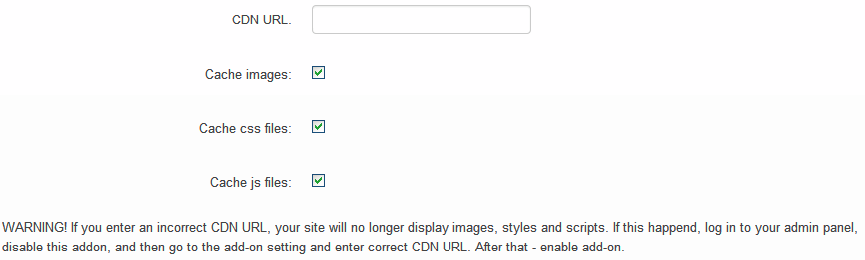 CDN URL.
Cache images:
Cache css files:
Cache js files:
WARNING! If you enter an incorrect CDN URL, your site will no longer display images, styles and scripts. If this happend, log in to your admin panel,
disable this addon, and then go to the add-on setting and enter correct CDN URL. After that - enable add-on.